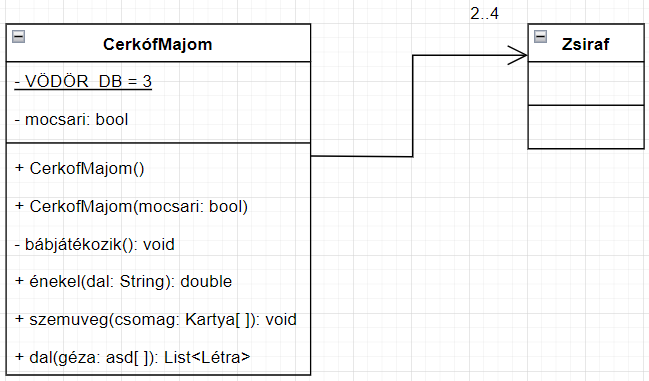 2..4
CerkófMajom
Zsiraf
- VÖDÖR_DB = 3
- mocsari: bool
+ CerkofMajom()
+ CerkofMajom(mocsari: bool)
- bábjátékozik(): void
+ énekel(dal: String): double
+ szemuveg(csomag: Kartya[ ]): void
+ dal(géza: asd[ ]): List<Létra>